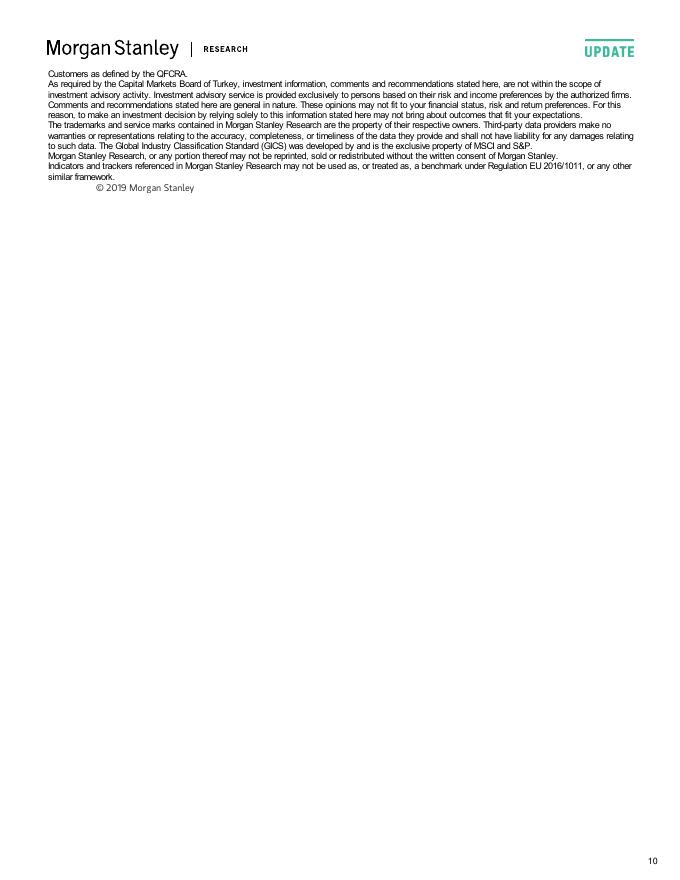 Morgan Stanley | RESEARCH
UPDATE
Customers as defined by the QFCRA.
As required by the Capital Markets Board of Turkey, investment information, comments and recommendations stated here, are not within the scope of
investment advisory activity. Investment advisory service is provided exclusively to persons based on their risk and income preferences by the authorized firms.
Comments and recommendations stated here are general in nature. These opinions may not fit to your financial status, risk and return preferences. For this
reason, to make an investment decision by relying solely to this information stated here may not bring about outcomes that fit your expectations.
The trademarks and service marks contained in Morgan Stanley Research are the property of their respective owners. Third-party data providers make no
warranties or representations relating to the accuracy, completeness, or timeliness of the data they provide and shall not have liability for any damages relating
to such data. The Global Industry Classification Standard (GICS) was developed by and is the exclusive property of MSCI and S&P.
Morgan Stanley Research, or any portion thereof may not be reprinted, sold or redistributed without the written consent of Morgan Stanley.
Indicators and trackers referenced in Morgan Stanley Research may not be used as, or treated as, a benchmark under Regulation EU 2016/1011, or any other
similar framework.
© 2019 Morgan Stanley
10